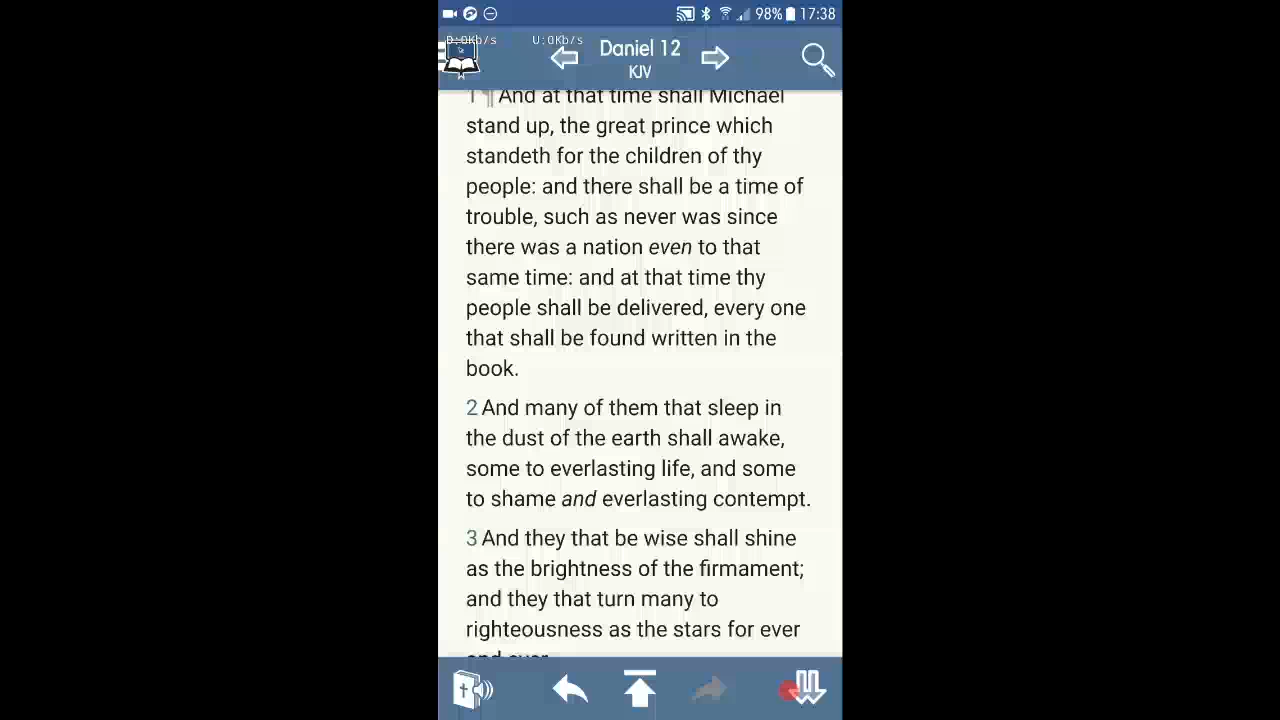 98% 17:38
D:0Kb/s U:0Kb/s
Daniel 12
KJV
1 ¶ And at that time shall Michael
stand up, the great prince which
standeth for the children of thy
people: and there shall be a time of
trouble, such as never was since
there was a nation even to that
same time: and at that time thy
people shall be delivered, every one
that shall be found written in the
book.
2 And many of them that sleep in
the dust of the earth shall awake,
some to everlasting life, and some
to shame and everlasting contempt.
3 And they that be wise shall shine
as the brightness of the firmament;
and they that turn many to
righteousness as the stars for ever
and ever